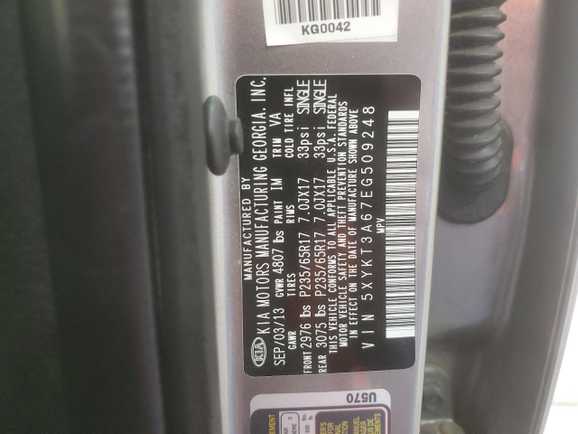 KG0042
MANUFACTURED BY
KIA KIA MOTORS MANUFACTURING GEORGIA, INC.
SEP/03/13 GVWR 4807 lbs PAINT IM TRIM VA
GAWR TIRES RIMS COLD TIRE INFL
FRONT 2976 lbs P235/65R17 7.0JX17 33psi SINGLE
REAR 3075 lbs P235/65R17 7.0JX17 33psi SINGLE
THIS VEHICLE CONFORMS TO ALL APPLICABLE U.S.A. FEDERAL
MOTOR VEHICLE SAFETY AND THEFT PREVENTION STANDARDS
IN EFFECT ON THE DATE OF MANUFACTURE SHOWN ABOVE
VIN 5XYKT3A67EG509248
MPV
U570